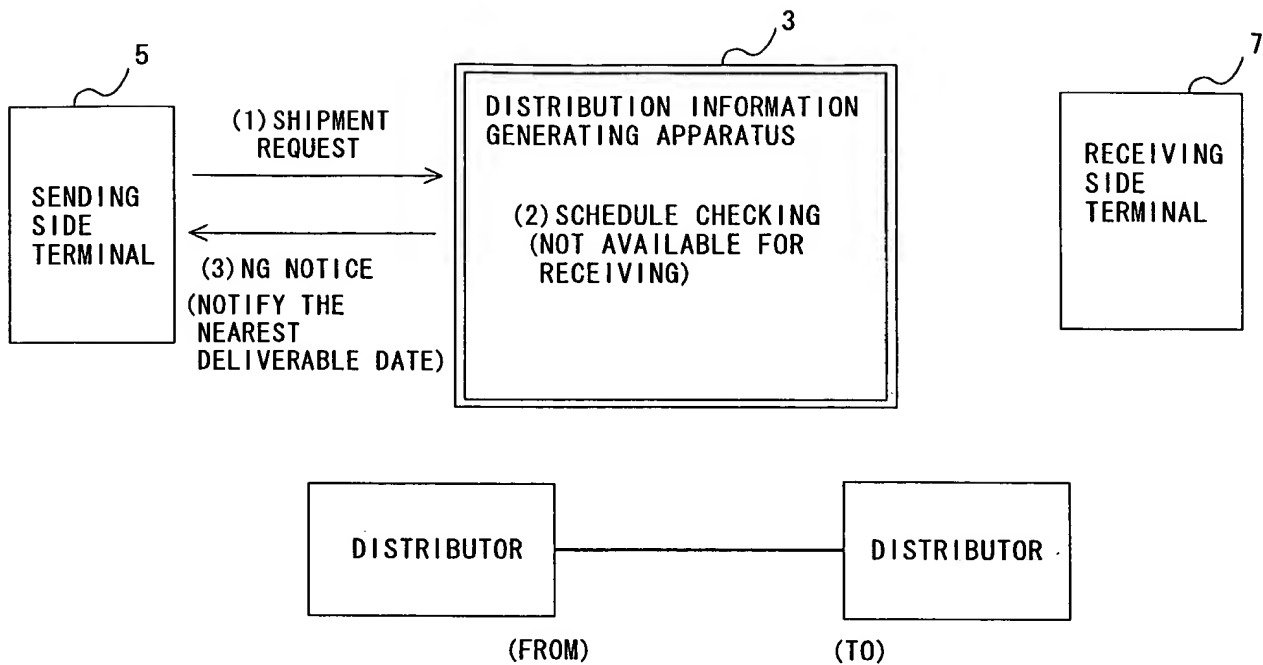 5
3
7
SENDING
SIDE
TERMINAL
(1)SHIPMENT
REQUEST
(3)NG NOTICE
(NOTIFY THE
NEAREST
DELIVERABLE DATE)
DISTRIBUTION INFORMATION
GENERATING APPARATUS
(2)SCHEDULE CHECKING
(NOT AVAILABLE FOR
RECEIVING)
RECEIVING
SIDE
TERMINAL
DISTRIBUTOR
DISTRIBUTOR
(FROM)
(TO)